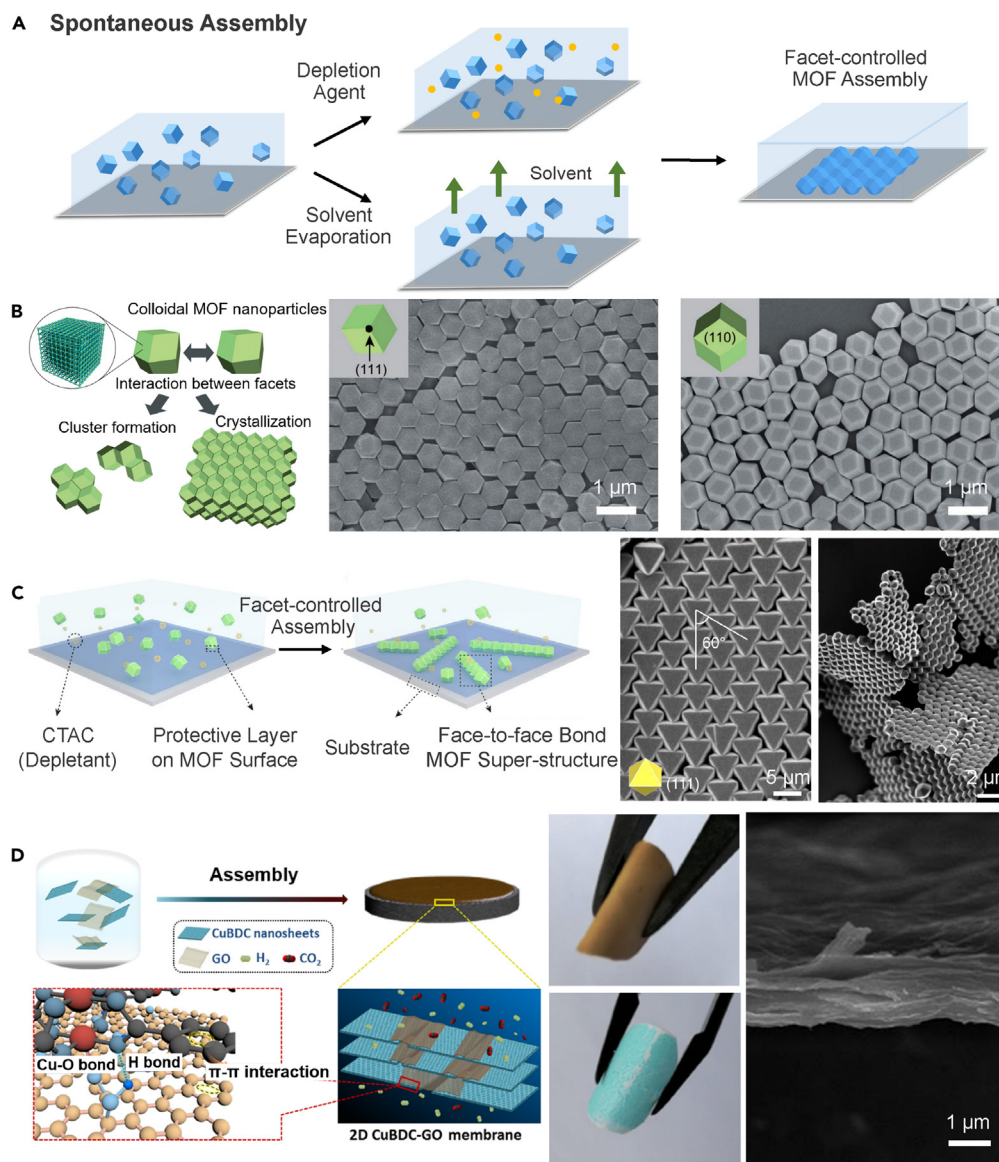 A Spontaneous Assembly
Depletion
Agent
Solvent
Evaporation
Solvent
Facet-controlled
MOF Assembly
B
Colloidal MOF nanoparticles
Interaction between facets
Cluster formation
Crystallization
(111)
1 μm
(110)
1 μm
C
Facet-controlled
Assembly
CTAC
(Depletant)
Protective Layer
on MOF Surface
Substrate
Face-to-face Bond
MOF Super-structure
60°
(111)
5 μm
2 μm
D
Assembly
CuBDC nanosheets
GO H₂ CO₂
Cu-O bond
H bond
π-π interaction
2D CuBDC-GO membrane
1 μm